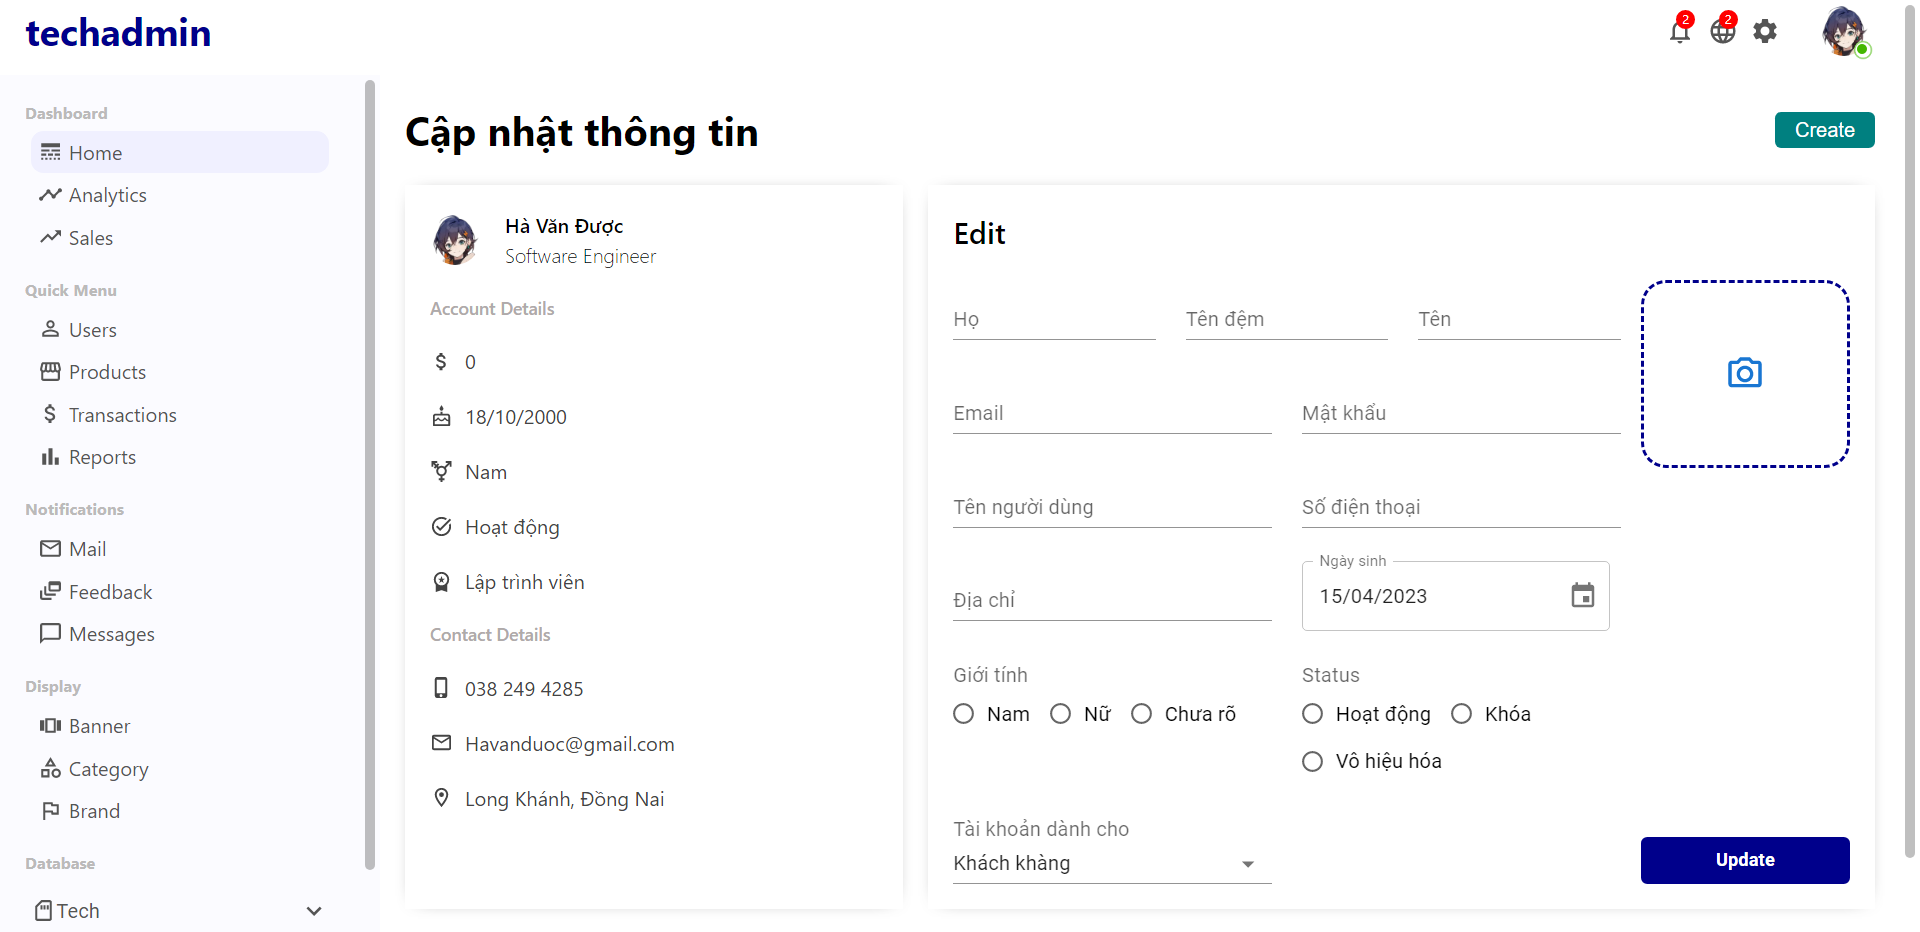 techadmin
2
2
Dashboard
Home
Analytics
Sales
Quick Menu
Users
Products
Transactions
Reports
Notifications
Mail
Feedback
Messages
Display
Banner
Category
Brand
Database
Tech
Cập nhật thông tin
Create
Hà Văn Được
Software Engineer
Account Details
0
18/10/2000
Nam
Hoạt động
Lập trình viên
Contact Details
038 249 4285
Havanduoc@gmail.com
Long Khánh, Đồng Nai
Edit
Họ Tên đệm Tên
Email Mật khẩu
Tên người dùng Số điện thoại
Ngày sinh
Địa chỉ 15/04/2023
Giới tính Status
Nam Nữ Chưa rõ Hoạt động Khóa
Vô hiệu hóa
Tài khoản dành cho
Khách khàng
Update